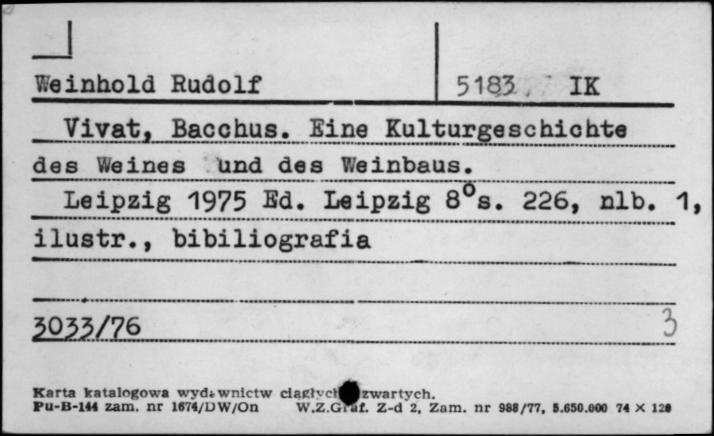 Weinhold Rudolf 5183 IK
Vivat, Bacchus. Eine Kulturgeschichte
des Weines und des Weinbaus.
Leipzig 1975 Ed. Leipzig 8°s. 226, nlb. 1,
ilustr., bibiliografia
3033/76 3
Karta katalogowa wydawnictw ciągłych zwartych.
Pu-B-144 zam. nr 1674/DW/On W.Z.Graf. Z-d 2, Zam. nr 988/77, 5.650.000 74 X 120